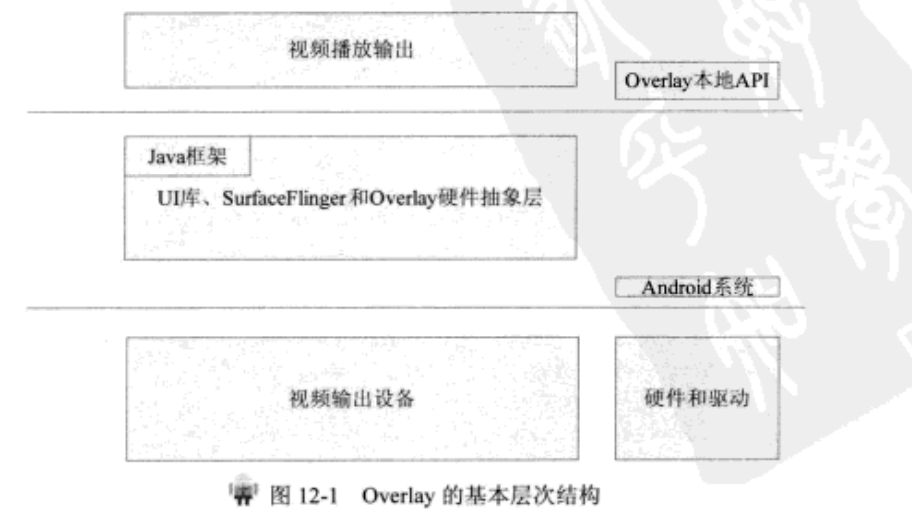 视频播放输出
Overlay本地API
Java框架
UI库、SurfaceFlinger和Overlay硬件抽象层
Android系统
视频输出设备
硬件和驱动
图 12-1 Overlay 的基本层次结构